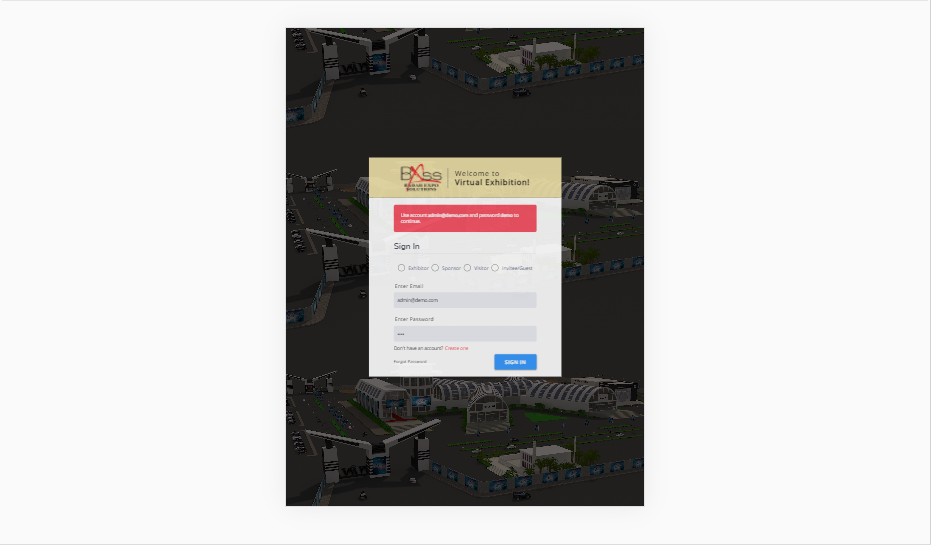 BXSS
BABAR EXPO
SOLUTIONS
Welcome to
Virtual Exhibition!
Use account admin@demo.com and password demo to
continue.
Sign In
Exhibitor Sponsor Visitor Invitee/Guest
Enter Email
admin@demo.com
Enter Password
••••
Don't have an account? Create one
Forgot Password
SIGN IN